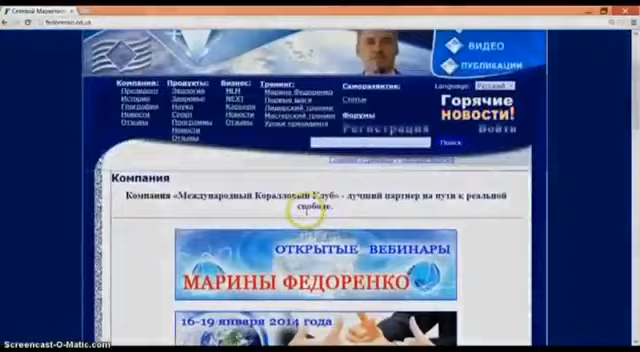 Сетевой Маркетин
fedorenko.od.ua
ВИДЕО
ПУБЛИКАЦИИ
Language: Русский
Компания:
Президент
История
География
Новости
Отзывы
Продукты:
Экология
Здоровье
Наука
Спорт
Программы
Новости
Отзывы
Бизнес:
MLM
NEXT
Карьера
Новости
Отзывы
Тренинг:
Марина Федоренко
Первые шаги
Лидерский тренинг
Мастерский тренинг
Уроки президента
Саморазвитие:
Статьи
Форумы
Регистрация
Горячие
новости!
Войти
Поиск
Компания
Компания «Международный Коралловый Клуб» - лучший партнер на пути к реальной
свободе.
ОТКРЫТЫЕ ВЕБИНАРЫ
МАРИНЫ ФЕДОРЕНКО
16-19 января 2014 года
Screencast-O-Matic.com